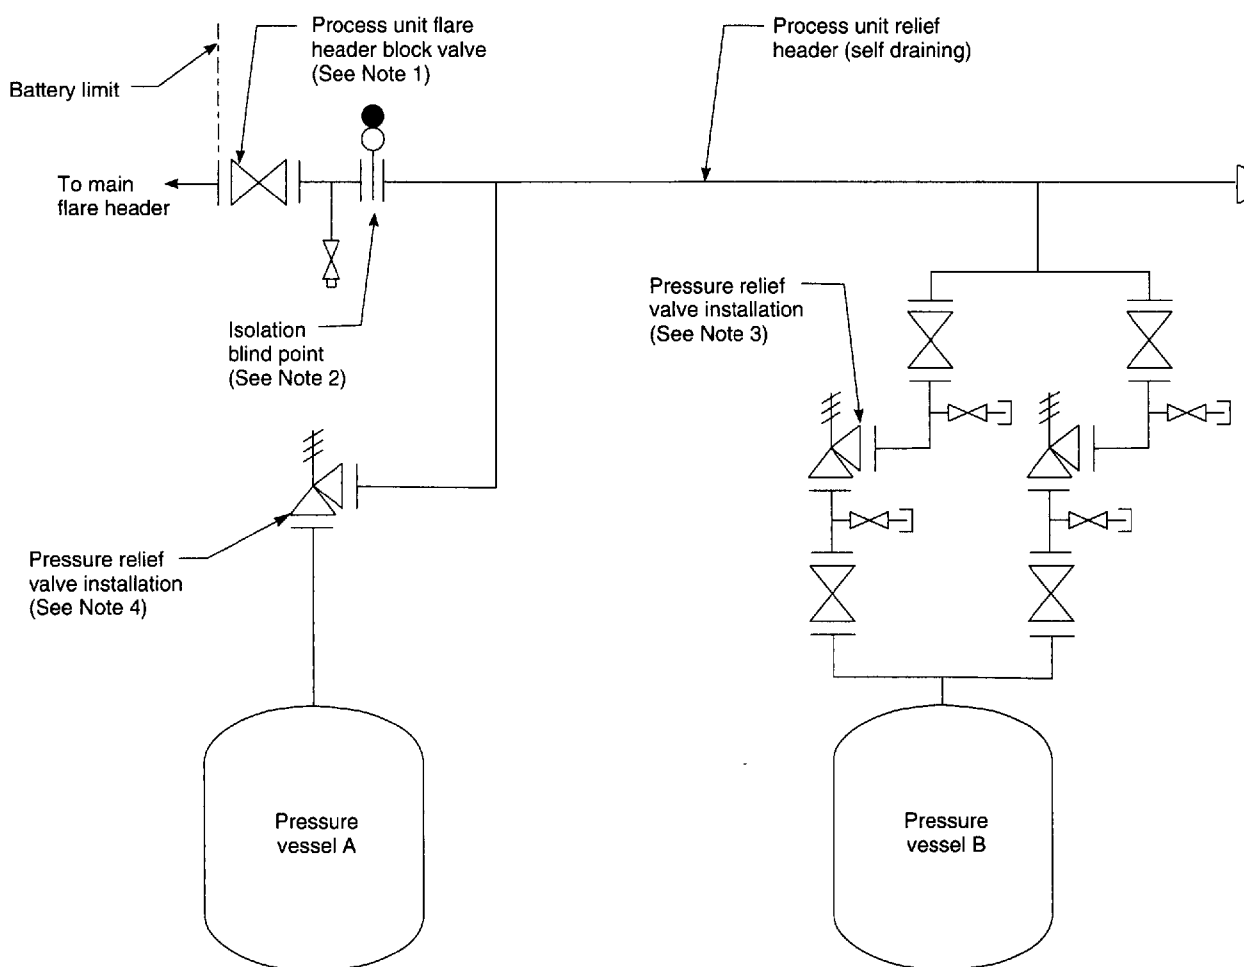 Process unit flare
header block valve
(See Note 1)
Process unit relief
header (self draining)
Battery limit
To main
flare header
Isolation
blind point
(See Note 2)
Pressure relief
valve installation
(See Note 3)
Pressure relief
valve installation
(See Note 4)
Pressure
vessel A
Pressure
vessel B